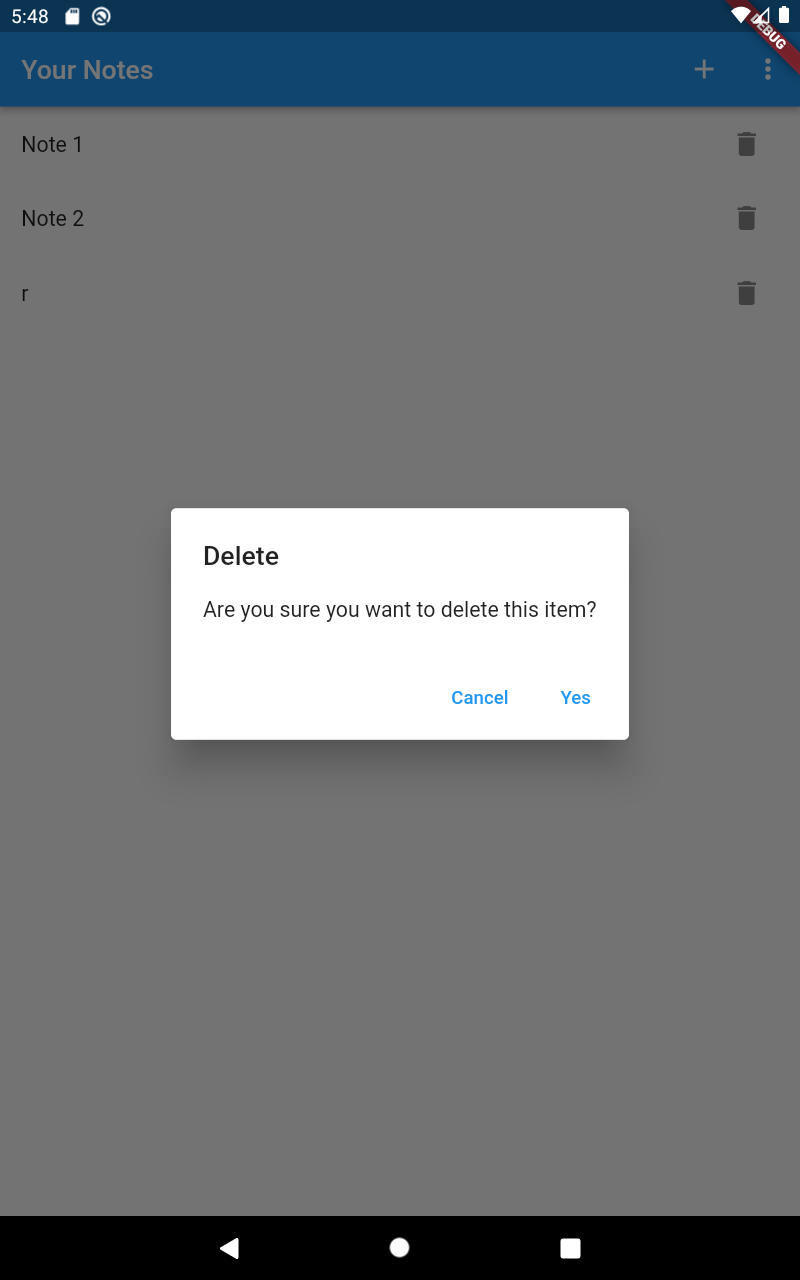 5:48
DEBUG
Your Notes
Note 1
Note 2
r
Delete
Are you sure you want to delete this item?
Cancel Yes